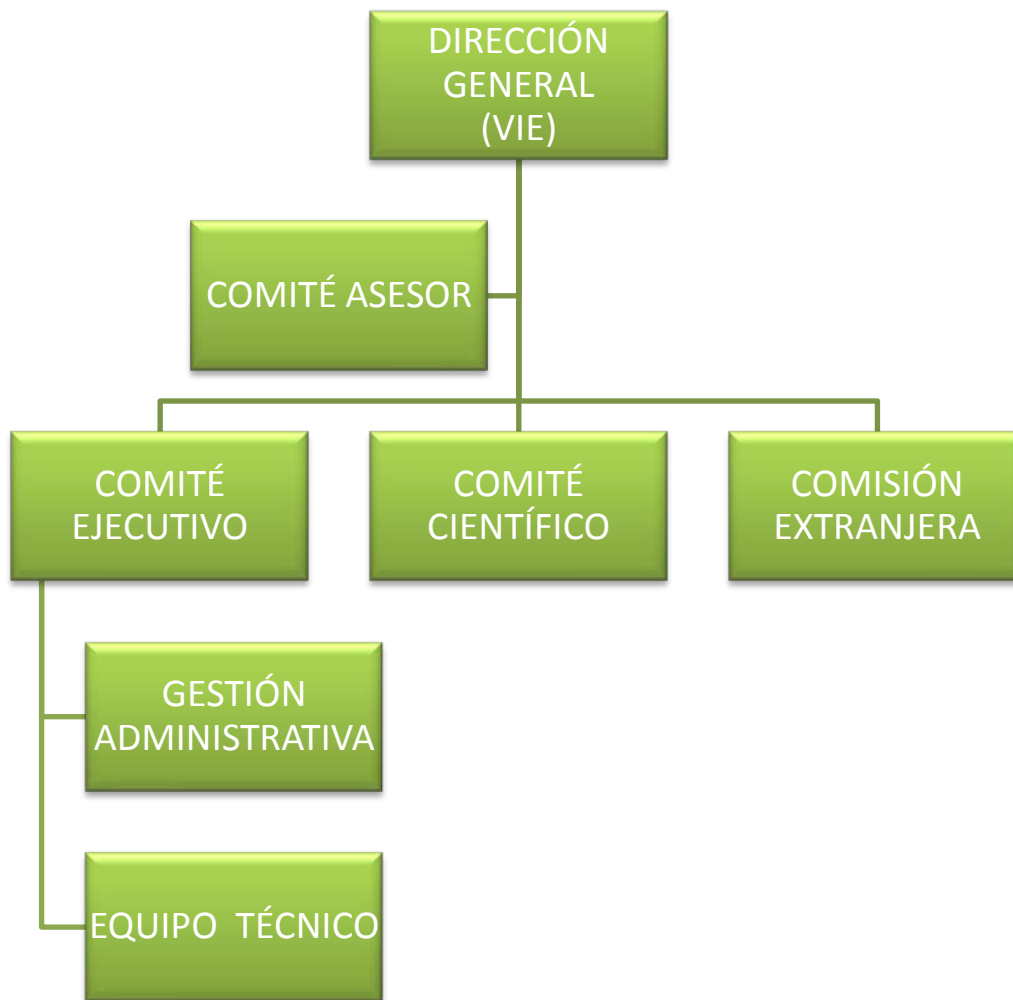 DIRECCIÓN
GENERAL
(VIE)
COMITÉ ASESOR
COMITÉ
EJECUTIVO
COMITÉ
CIENTÍFICO
COMISIÓN
EXTRANJERA
GESTIÓN
ADMINISTRATIVA
EQUIPO TÉCNICO